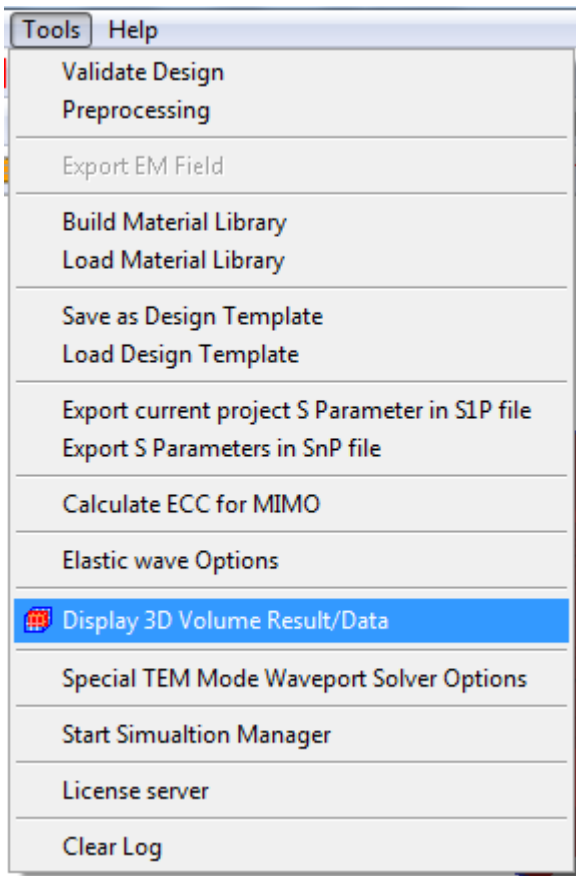 Tools Help
Validate Design
Preprocessing
Export EM Field
Build Material Library
Load Material Library
Save as Design Template
Load Design Template
Export current project S Parameter in S1P file
Export S Parameters in SnP file
Calculate ECC for MIMO
Elastic wave Options
Display 3D Volume Result/Data
Special TEM Mode Waveport Solver Options
Start Simualtion Manager
License server
Clear Log